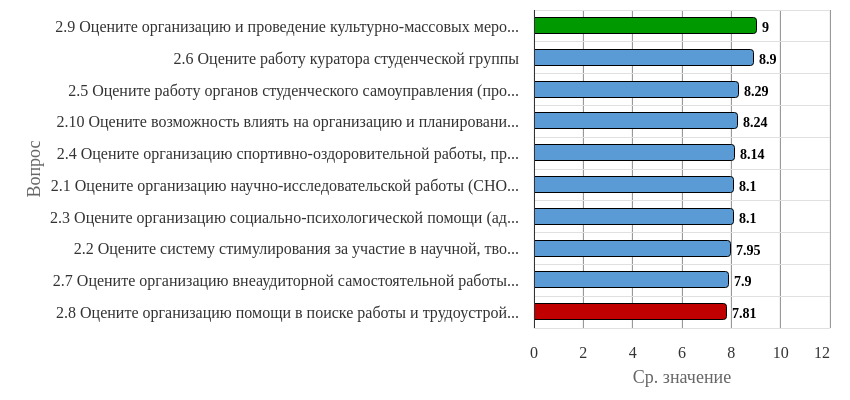 2.9 Оцените организацию и проведение культурно-массовых меро... 9
2.6 Оцените работу куратора студенческой группы 8.9
2.5 Оцените работу органов студенческого самоуправления (про... 8.29
2.10 Оцените возможность влиять на организацию и планировани... 8.24
2.4 Оцените организацию спортивно-оздоровительной работы, пр... 8.14
2.1 Оцените организацию научно-исследовательской работы (СНО... 8.1
2.3 Оцените организацию социально-психологической помощи (ад... 8.1
2.2 Оцените систему стимулирования за участие в научной, тво... 7.95
2.7 Оцените организацию внеаудиторной самостоятельной работы... 7.9
2.8 Оцените организацию помощи в поиске работы и трудоустрой... 7.81
Вопрос
0 2 4 6 8 10 12
Ср. значение